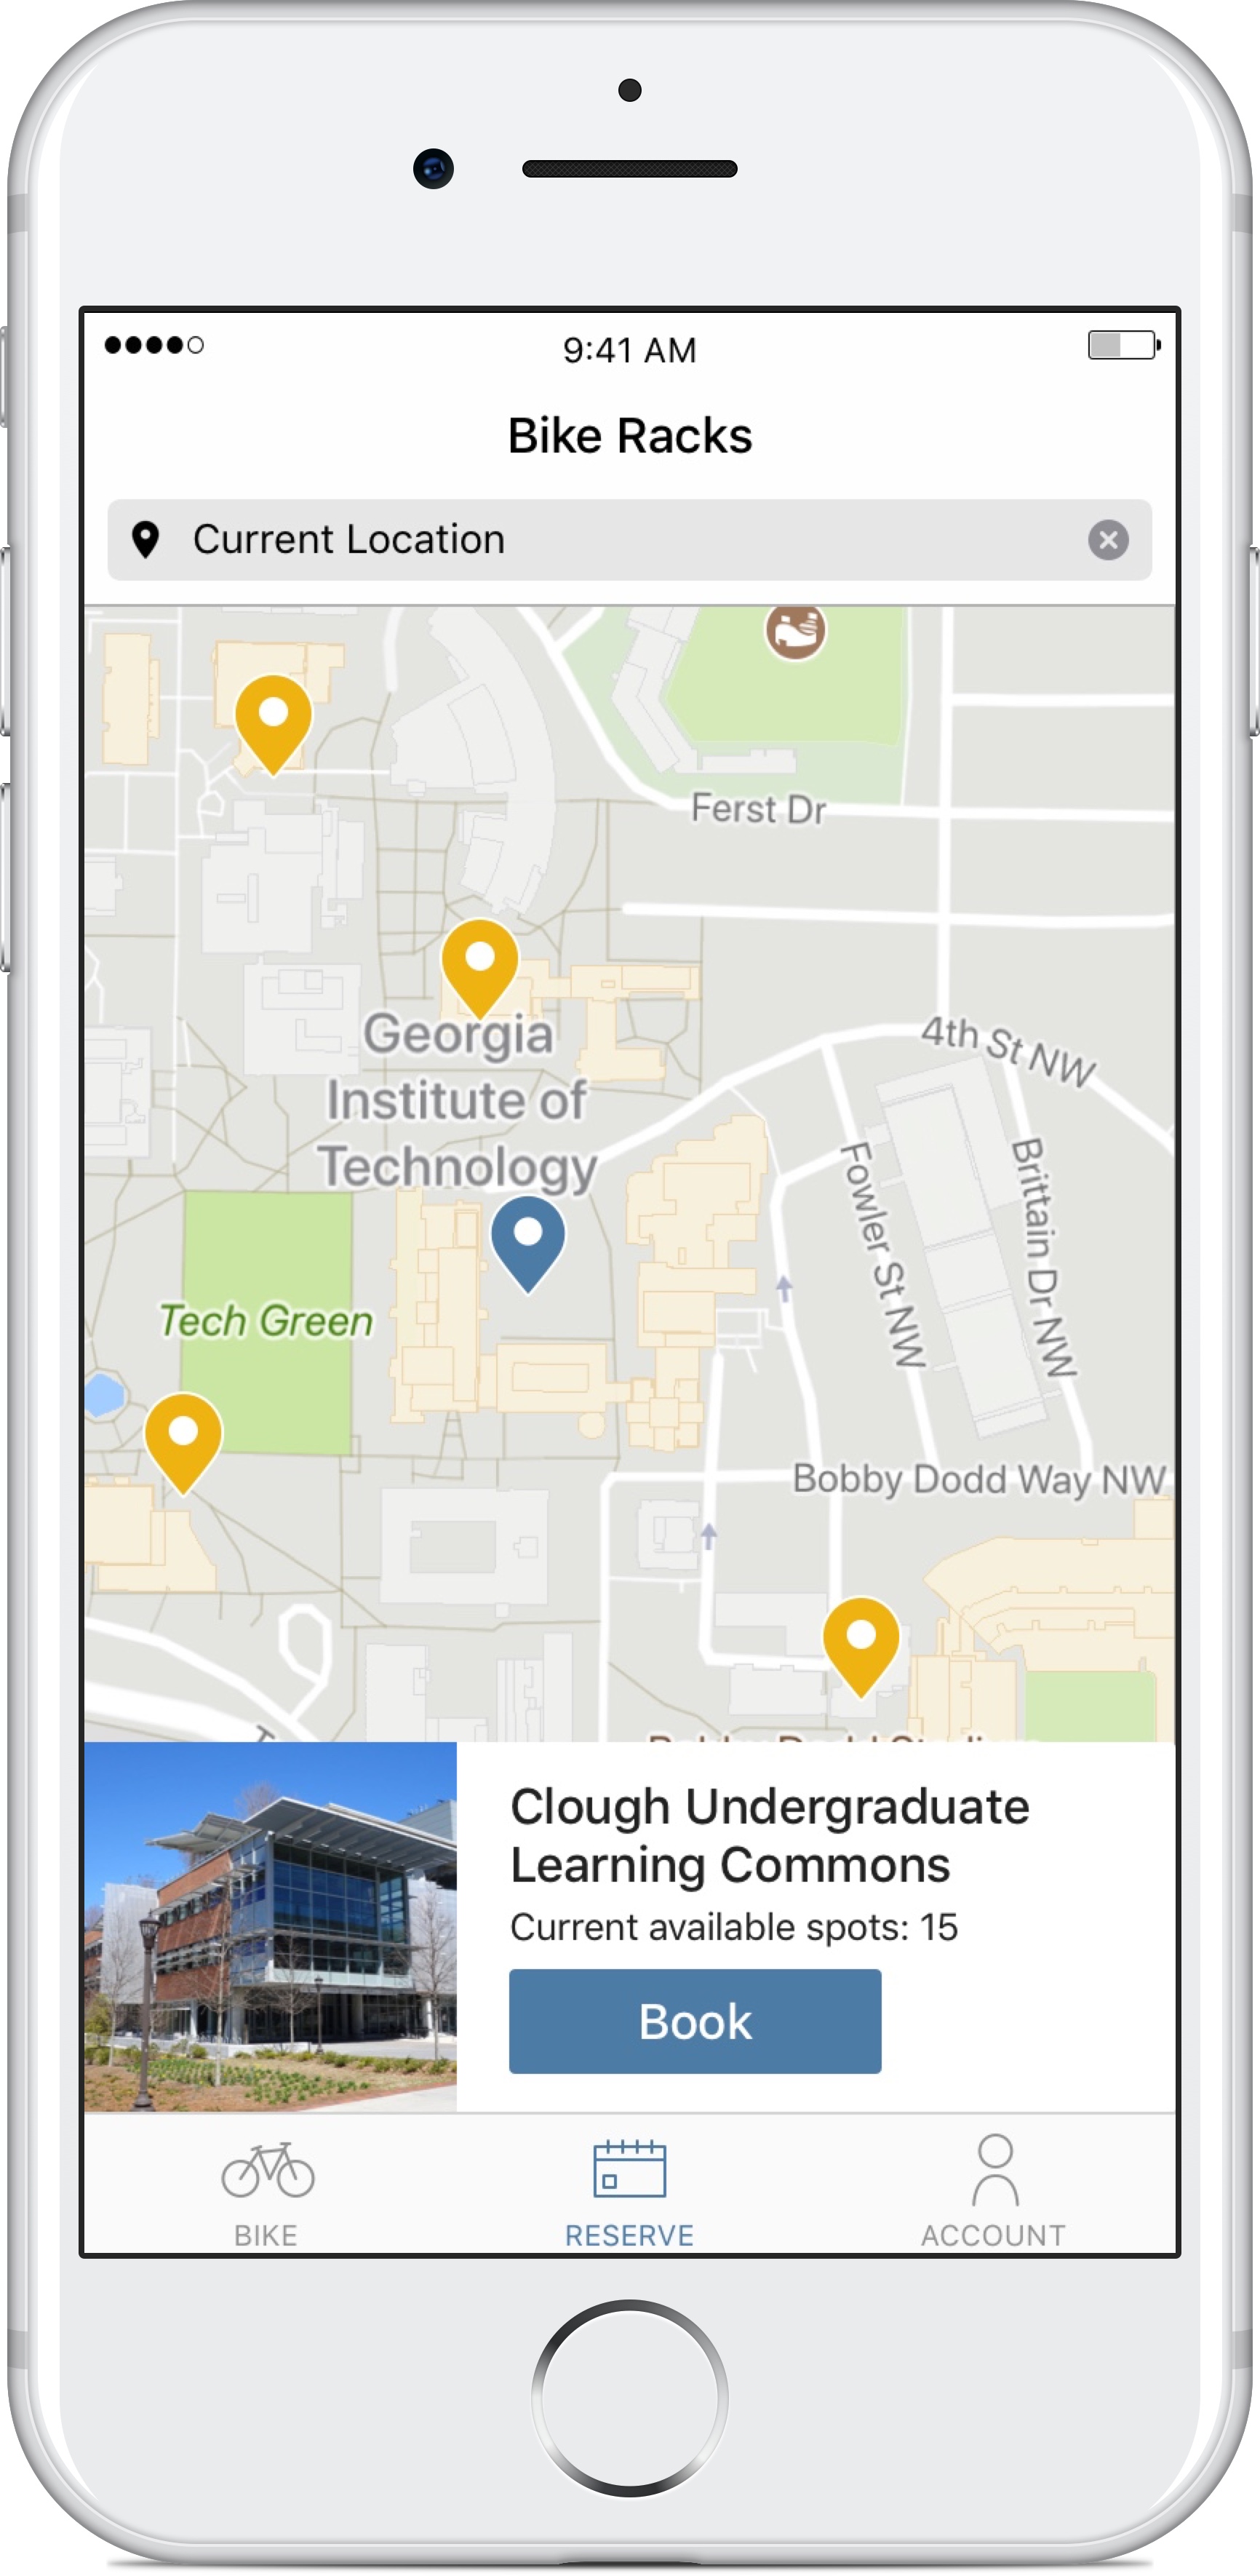 9:41 AM
Bike Racks
Current Location
Ferst Dr
4th St NW
Georgia
Institute of
Technology
Fowler St NW
Brittain Dr NW
Tech Green
Bobby Dodd Way NW
Clough Undergraduate
Learning Commons
Current available spots: 15
Book
BIKE
RESERVE
ACCOUNT